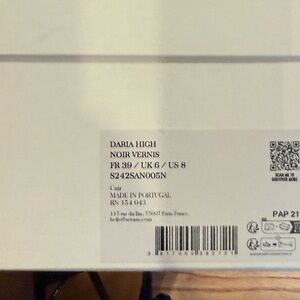 DARIA HIGH
NOIR VERNIS
FR 39 / UK 6 / US 8
S242SAN005N
Cuir
MADE IN PORTUGAL
RN 154 043
SCAN ME TO
DISCOVER MORE
PAP 21